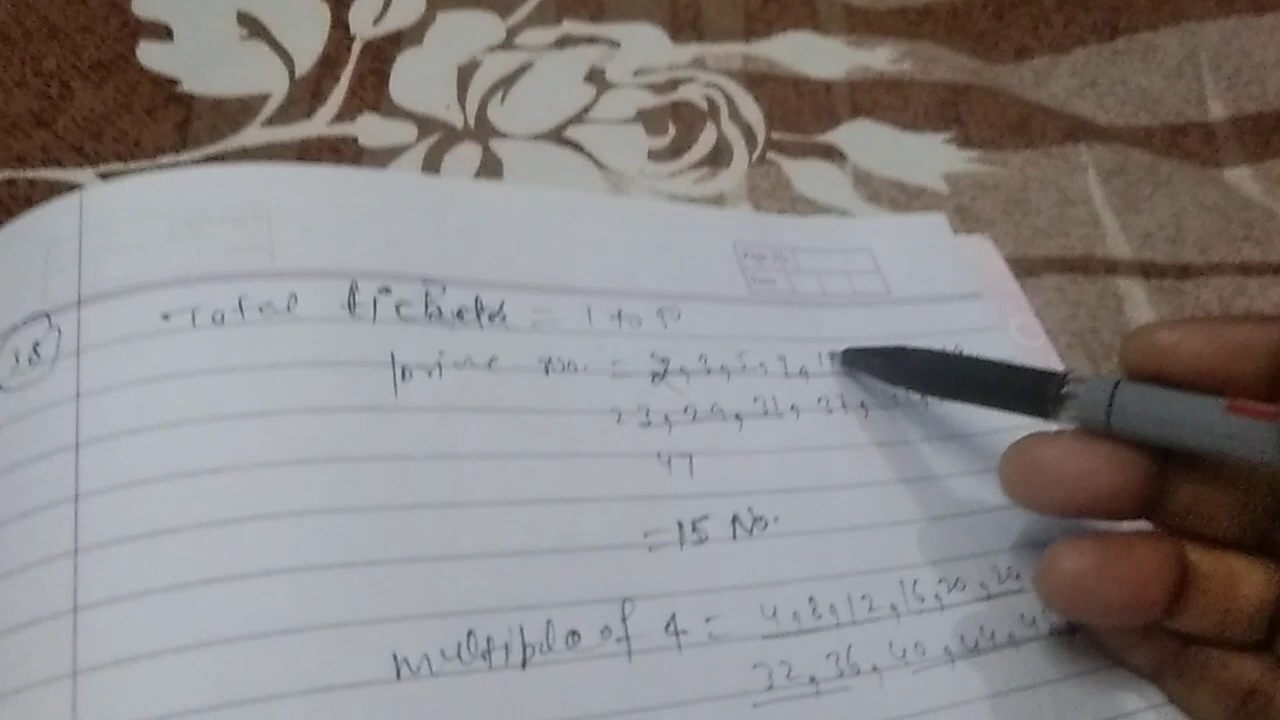 18
Total tickets = 1 to 50
prime no. = 2, 3, 5, 7,
23, 29, 31, 37,
47
= 15 No.
multiple of 4 = 4, 8, 12, 16, 20, 24
32, 36, 40, 44,